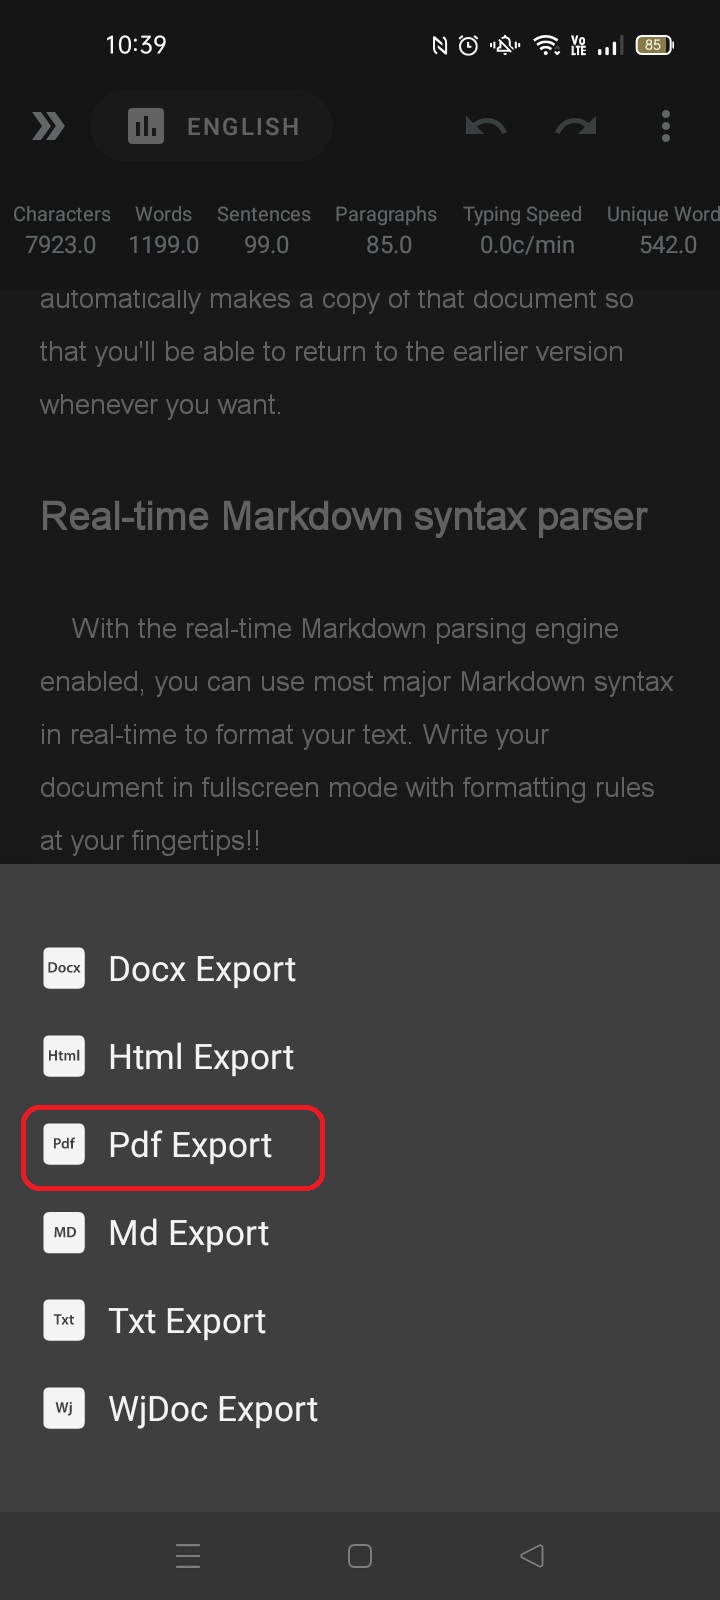 10:39
Vo LTE 85
ENGLISH
Characters Words Sentences Paragraphs Typing Speed Unique Word
7923.0 1199.0 99.0 85.0 0.0c/min 542.0
automatically makes a copy of that document so
that you'll be able to return to the earlier version
whenever you want.
Real-time Markdown syntax parser
With the real-time Markdown parsing engine
enabled, you can use most major Markdown syntax
in real-time to format your text. Write your
document in fullscreen mode with formatting rules
at your fingertips!!
Docx Docx Export
Html Html Export
Pdf Pdf Export
MD Md Export
Txt Txt Export
Wj WjDoc Export